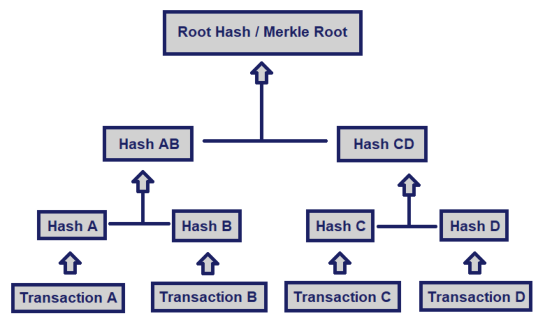 Root Hash / Merkle Root
Hash AB
Hash CD
Hash A
Hash B
Hash C
Hash D
Transaction A
Transaction B
Transaction C
Transaction D